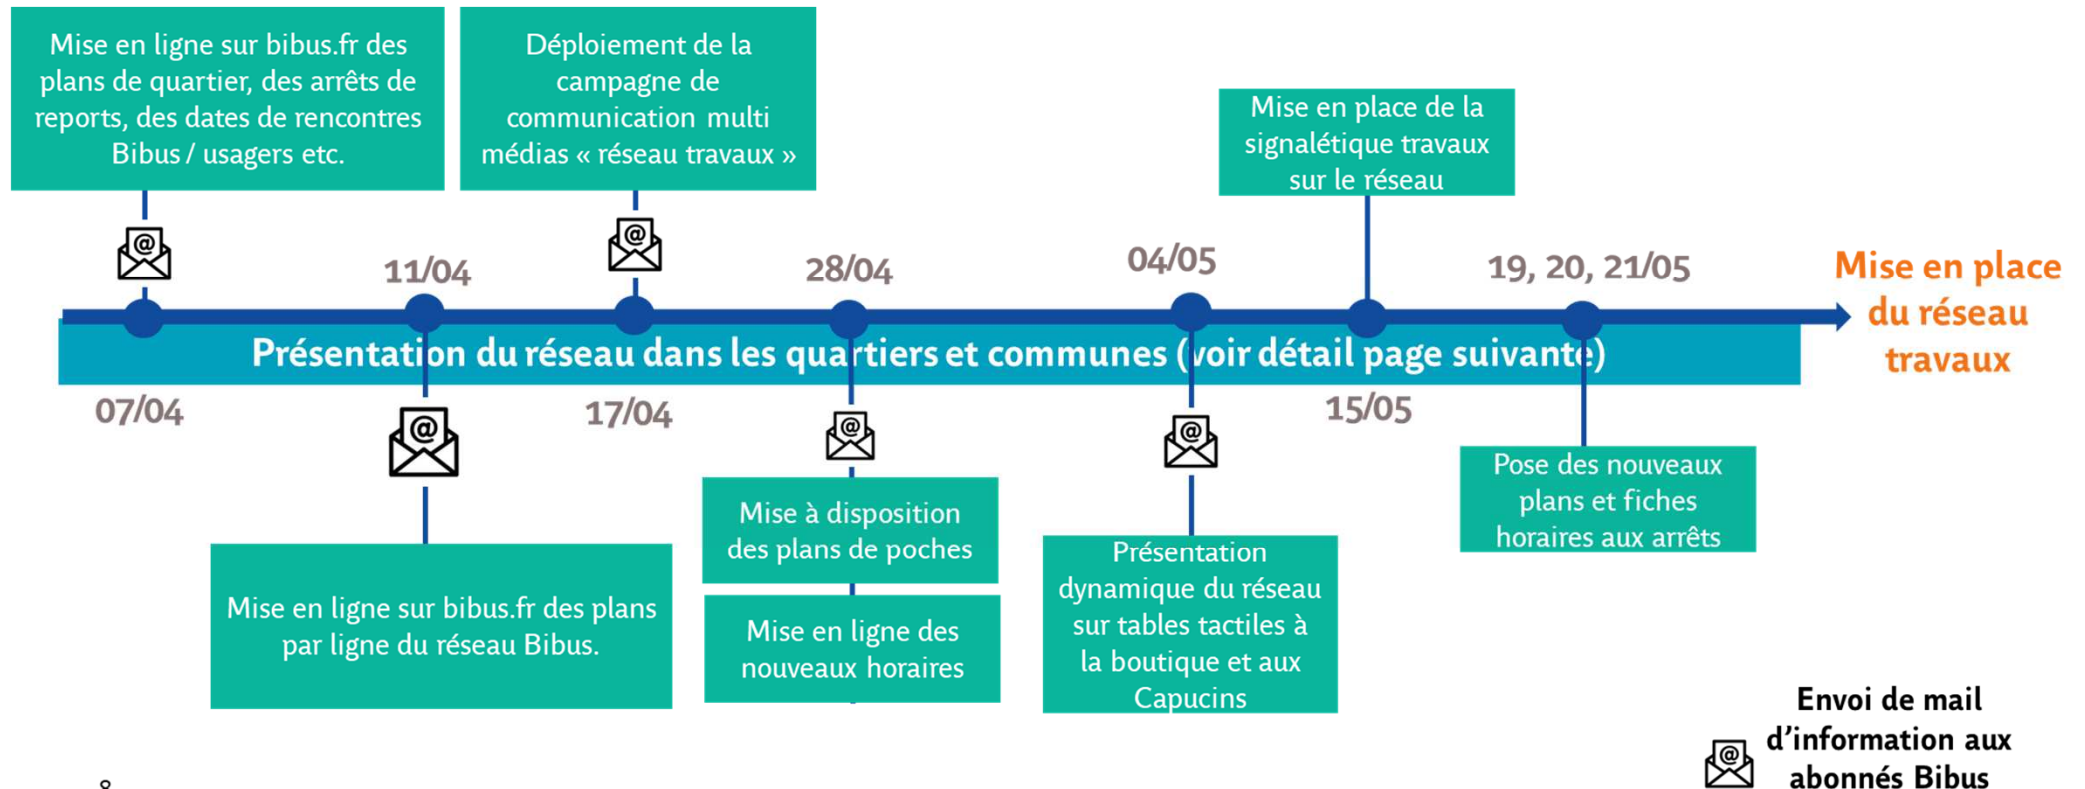 Mise en ligne sur bibus.fr des
plans de quartier, des arrêts de
reports, des dates de rencontres
Bibus / usagers etc.
Déploiement de la
campagne de
communication multi
médias « réseau travaux »
Mise en place de la
signalétique travaux
sur le réseau
11/04
28/04
04/05
19, 20, 21/05
Mise en place
du réseau
travaux
Présentation du réseau dans les quartiers et communes (voir détail page suivante)
07/04
17/04
15/05
Mise en ligne sur bibus.fr des plans
par ligne du réseau Bibus.
Mise à disposition
des plans de poches
Mise en ligne des
nouveaux horaires
Présentation
dynamique du réseau
sur tables tactiles à
la boutique et aux
Capucins
Pose des nouveaux
plans et fiches
horaires aux arrêts
Envoi de mail
d'information aux
abonnés Bibus